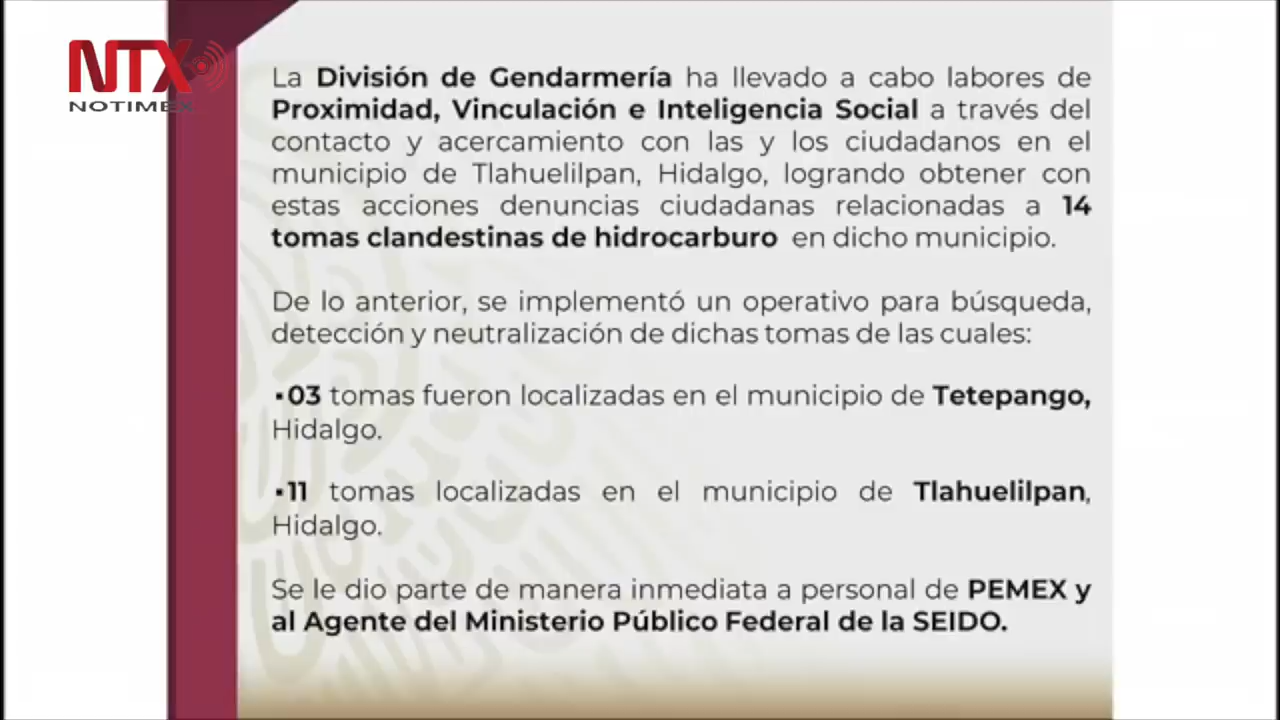 NTX
NOTIMEX
La División de Gendarmería ha llevado a cabo labores de
Proximidad, Vinculación e Inteligencia Social a través del
contacto y acercamiento con las y los ciudadanos en el
municipio de Tlahuelilpan, Hidalgo, logrando obtener con
estas acciones denuncias ciudadanas relacionadas a 14
tomas clandestinas de hidrocarburo en dicho municipio.
De lo anterior, se implementó un operativo para búsqueda,
detección y neutralización de dichas tomas de las cuales:
▪03 tomas fueron localizadas en el municipio de Tetepango,
Hidalgo.
▪11 tomas localizadas en el municipio de Tlahuelilpan,
Hidalgo.
Se le dio parte de manera inmediata a personal de PEMEX y
al Agente del Ministerio Público Federal de la SEIDO.